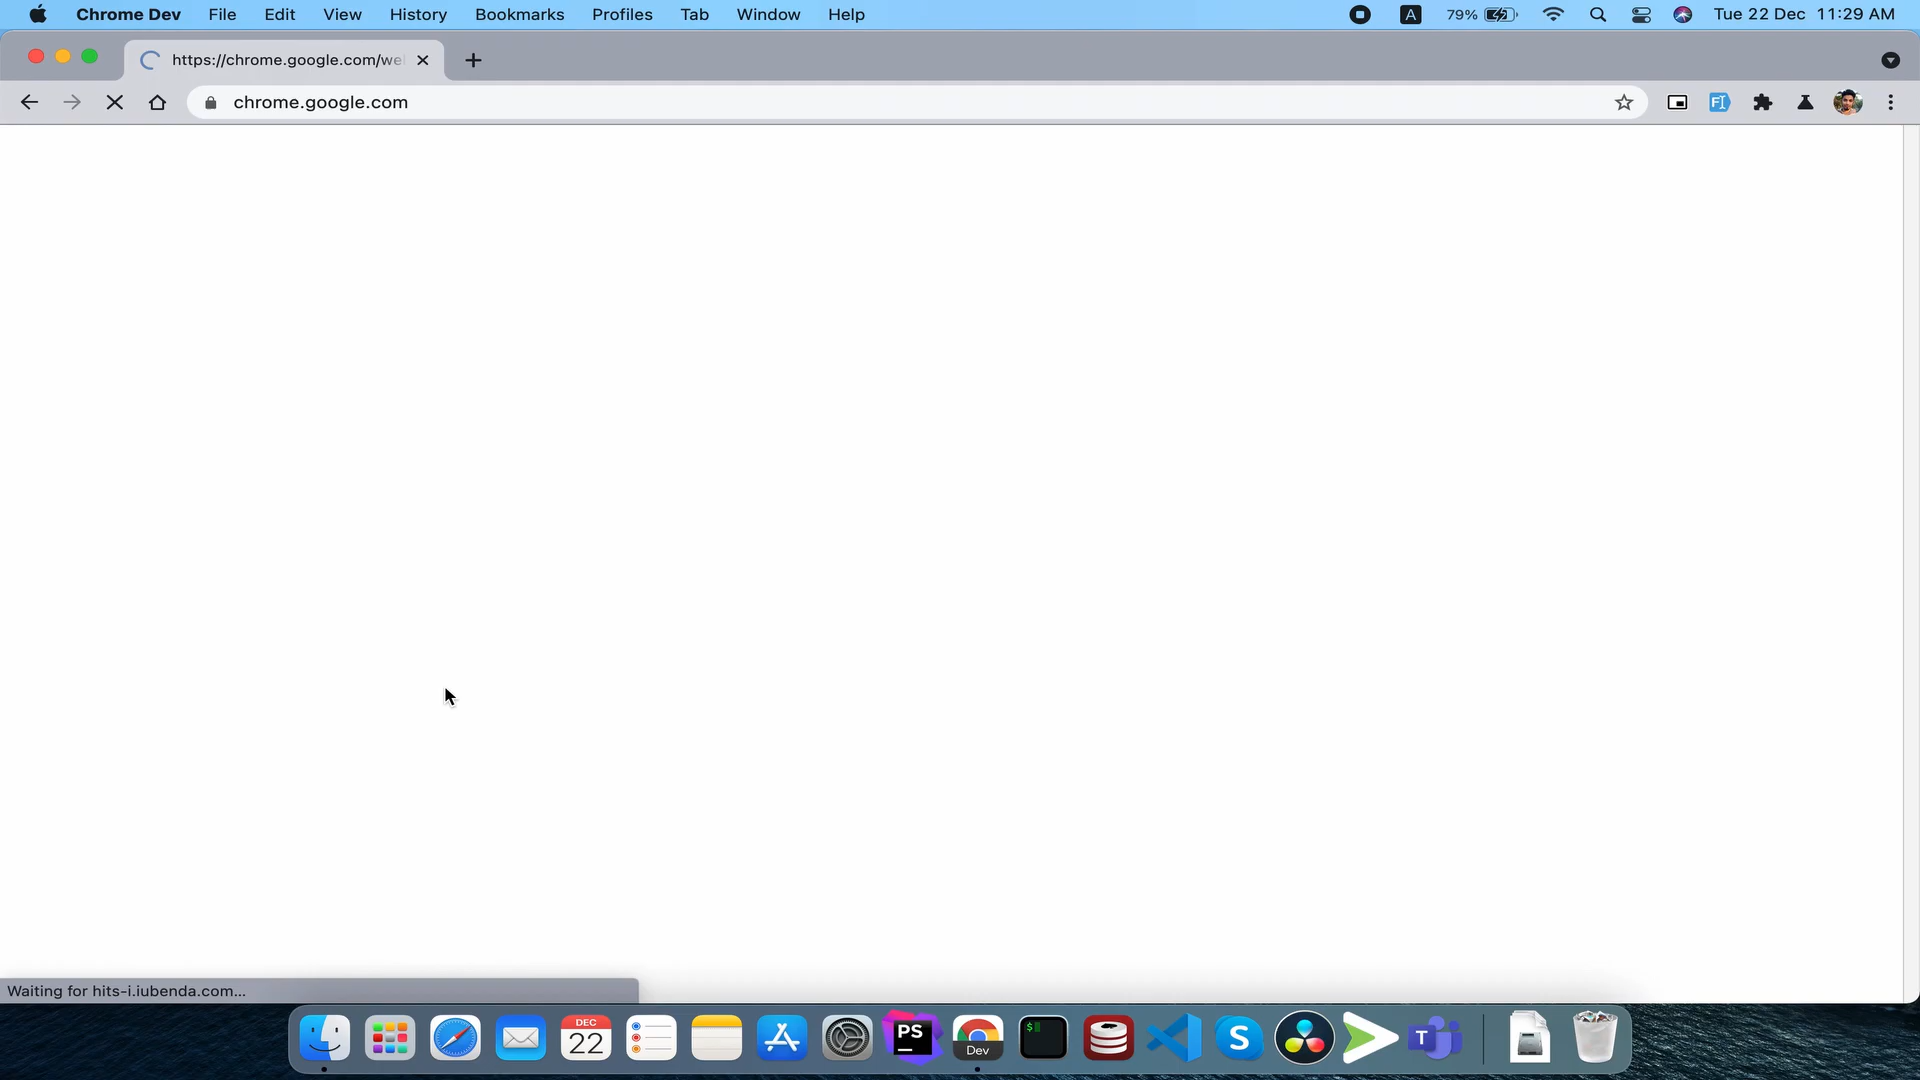 Chrome Dev File Edit View History Bookmarks Profiles Tab Window Help A 79% Tue 22 Dec 11:29 AM
https://chrome.google.com/we
chrome.google.com
Waiting for hits-i.iubenda.com...
DEC
22
PS
Dev
$
S
T